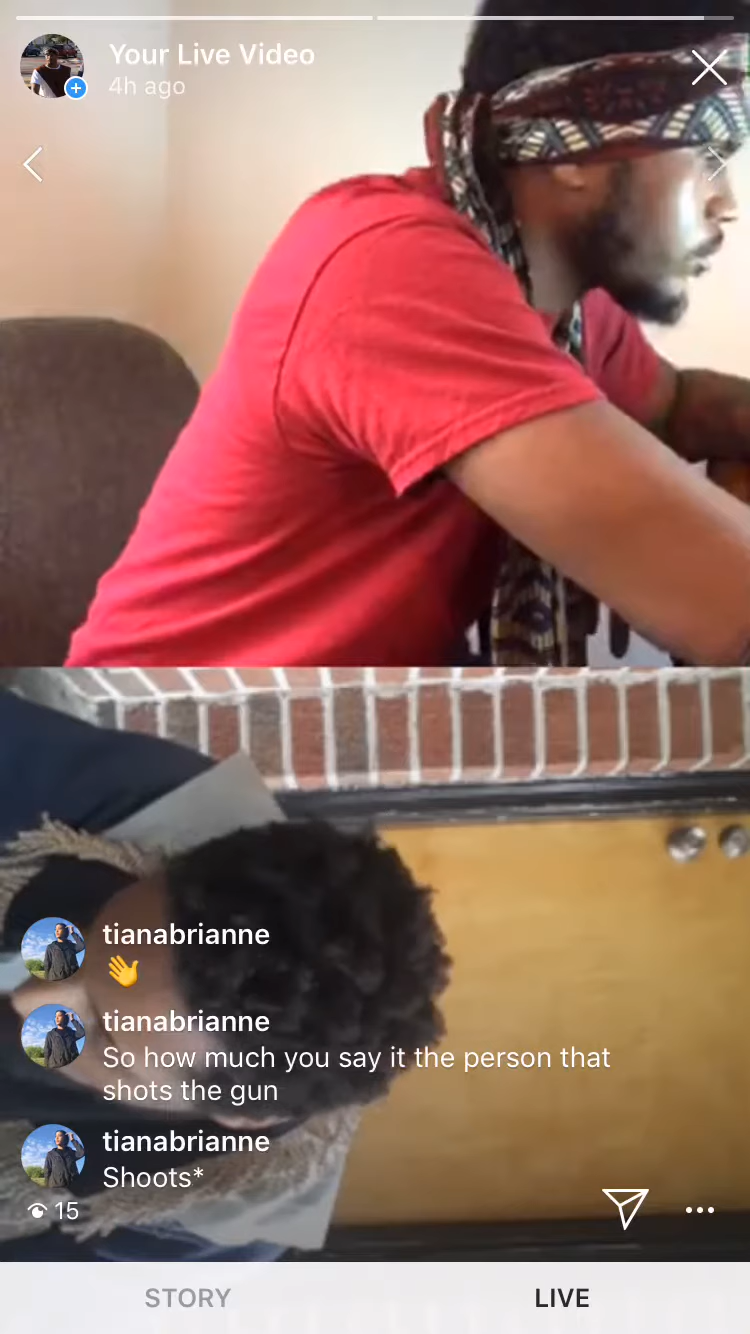 Your Live Video
4h ago
tianabrianne
👋
tianabrianne
So how much you say it the person that
shots the gun
tianabrianne
Shoots*
15
STORY
LIVE